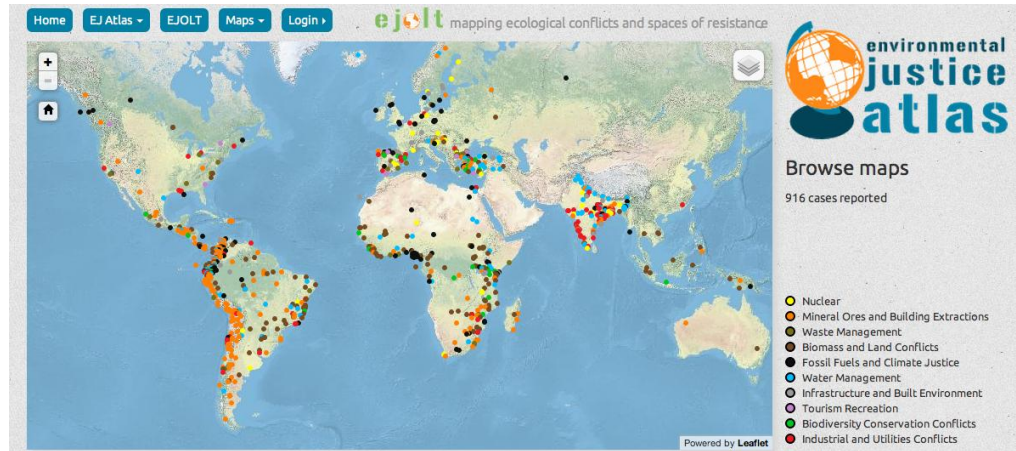 Home EJ Atlas EJOLT Maps Login
ejolt mapping ecological conflicts and spaces of resistance
+
-
environmental
justice
atlas
Browse maps
916 cases reported
Nuclear
Mineral Ores and Building Extractions
Waste Management
Biomass and Land Conflicts
Fossil Fuels and Climate Justice
Water Management
Infrastructure and Built Environment
Tourism Recreation
Biodiversity Conservation Conflicts
Industrial and Utilities Conflicts
Powered by Leaflet